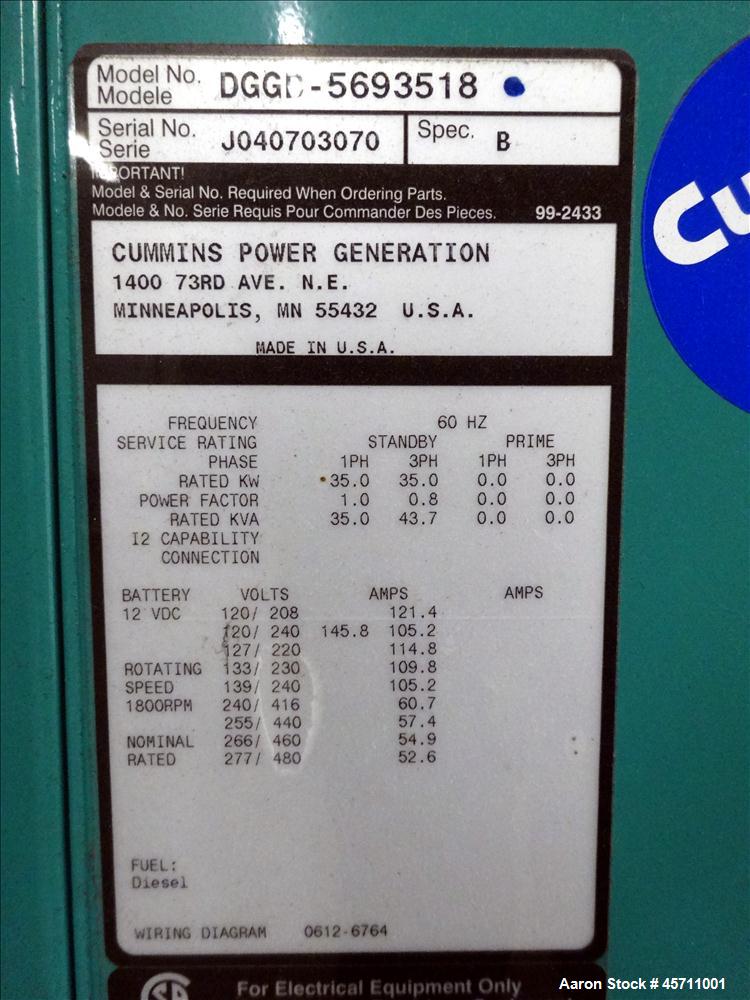 Model No. DGGD-5693518
Modele
Serial No. J040703070 Spec. B
Serie
IMPORTANT!
Model & Serial No. Required When Ordering Parts.
Modele & No. Serie Requis Pour Commander Des Pieces. 99-2433
CUMMINS POWER GENERATION
1400 73RD AVE. N.E.
MINNEAPOLIS, MN 55432 U.S.A.
MADE IN U.S.A.
Cu
FREQUENCY 60 HZ
SERVICE RATING STANDBY PRIME
PHASE 1PH 3PH 1PH 3PH
RATED KW 35.0 35.0 0.0 0.0
POWER FACTOR 1.0 0.8
RATED KVA 35.0 43.7 0.0 0.0
I2 CAPABILITY
CONNECTION
BATTERY VOLTS AMPS AMPS
12 VDC 120/ 208 121.4
120/ 240 145.8 105.2
127/ 220 114.8
ROTATING 133/ 230 109.8
SPEED 139/ 240 105.2
1800RPM 240/ 416 60.7
255/ 440 57.4
NOMINAL 266/ 460 54.9
RATED 277/ 480 52.6
FUEL:
Diesel
WIRING DIAGRAM 0612-6764
For Electrical Equipment Only
Aaron Stock # 45711001